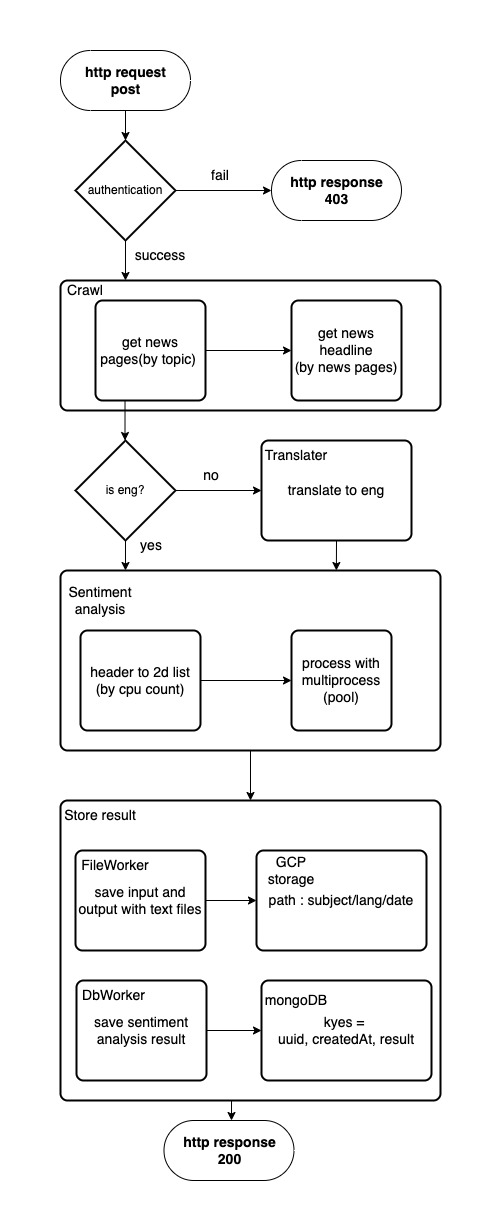 http request
post
authentication
fail
http response
403
success
Crawl
get news
pages(by topic)
get news
headline
(by news pages)
is eng?
no
Translater
translate to eng
yes
Sentiment
analysis
header to 2d list
(by cpu count)
process with
multiprocess
(pool)
Store result
FileWorker
save input and
output with text files
GCP
storage
path : subject/lang/date
DbWorker
save sentiment
analysis result
mongoDB
kyes =
uuid, createdAt, result
http response
200